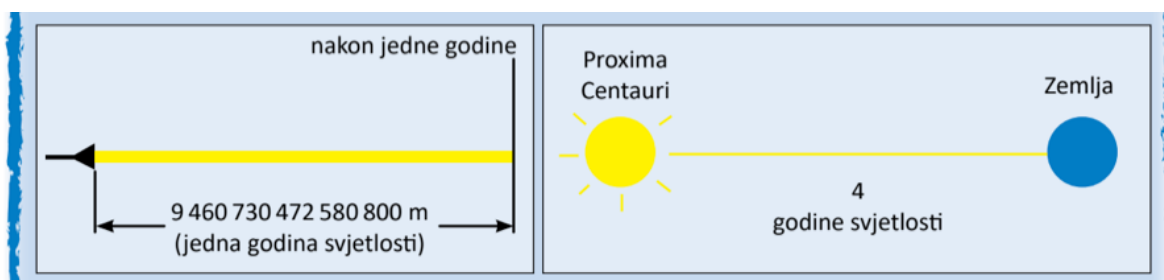 nakon jedne godine
9 460 730 472 580 800 m
(jedna godina svjetlosti)
Proxima
Centauri
Zemlja
4
godine svjetlosti